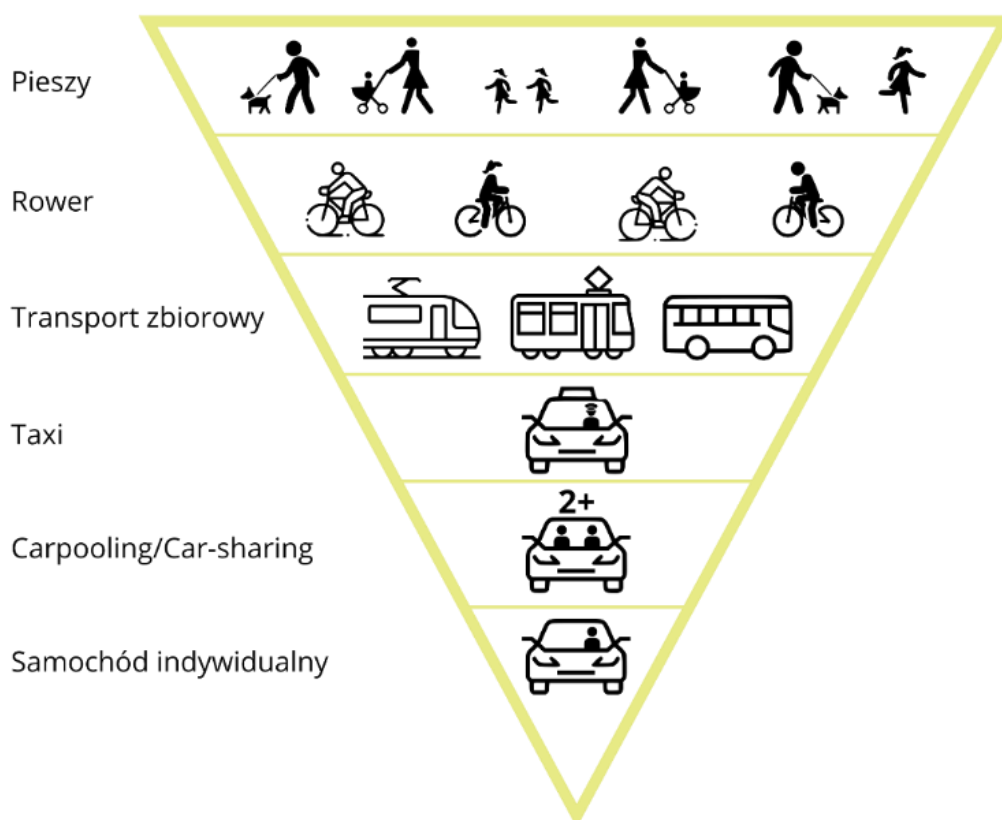 Pieszy
Rower
Transport zbiorowy
Taxi
2+
Carpooling/Car-sharing
Samochód indywidualny